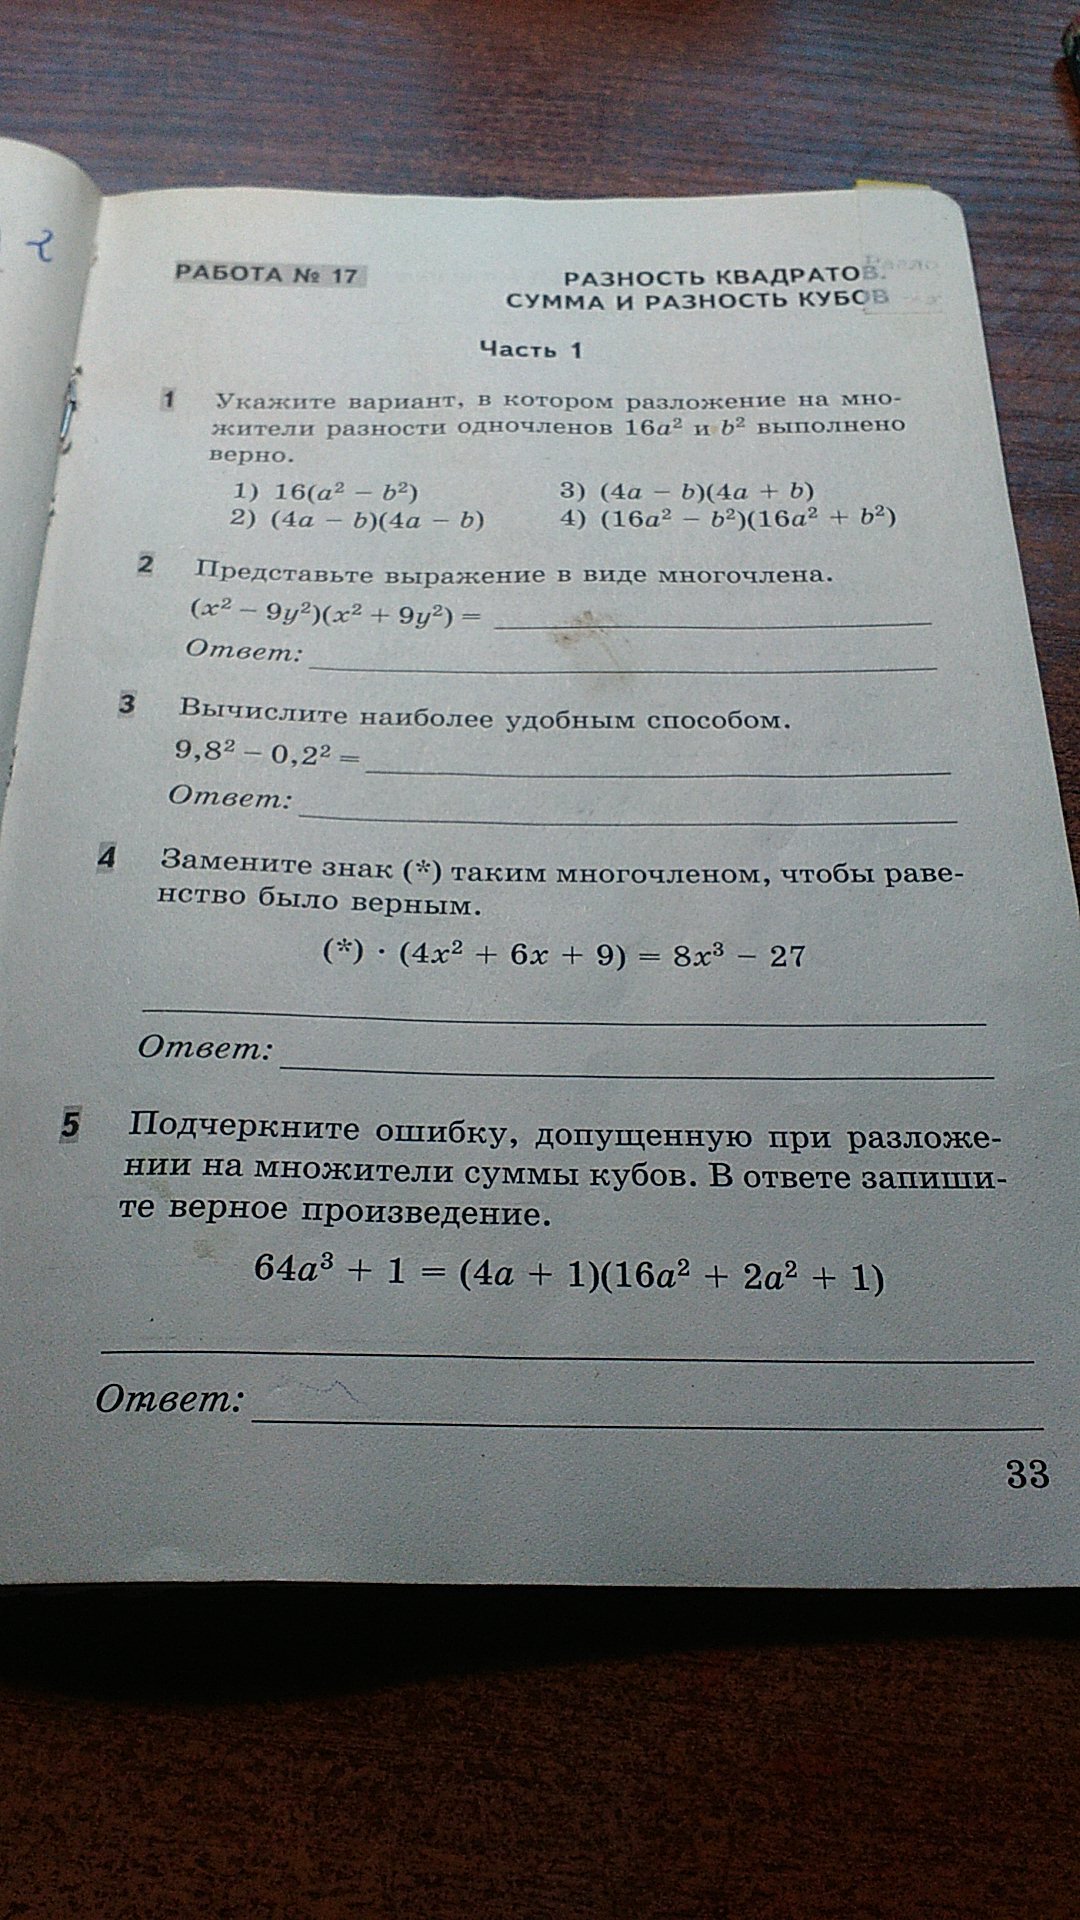 РАБОТА № 17
РАЗНОСТЬ КВАДРАТОВ.
СУММА И РАЗНОСТЬ КУБОВ
Часть 1
1 Укажите вариант, в котором разложение на мно-
жители разности одночленов 16a² и b² выполнено
верно.
1) 16(a² − b²) 3) (4a − b)(4a + b)
2) (4a − b)(4a − b) 4) (16a² − b²)(16a² + b²)
2 Представьте выражение в виде многочлена.
(x² − 9y²)(x² + 9y²) =
Ответ:
3 Вычислите наиболее удобным способом.
9,8² − 0,2² =
Ответ:
4 Замените знак (*) таким многочленом, чтобы раве-
нство было верным.
(*) · (4x² + 6x + 9) = 8x³ − 27
Ответ:
5 Подчеркните ошибку, допущенную при разложе-
нии на множители суммы кубов. В ответе запиши-
те верное произведение.
64a³ + 1 = (4a + 1)(16a² + 2a² + 1)
Ответ:
33